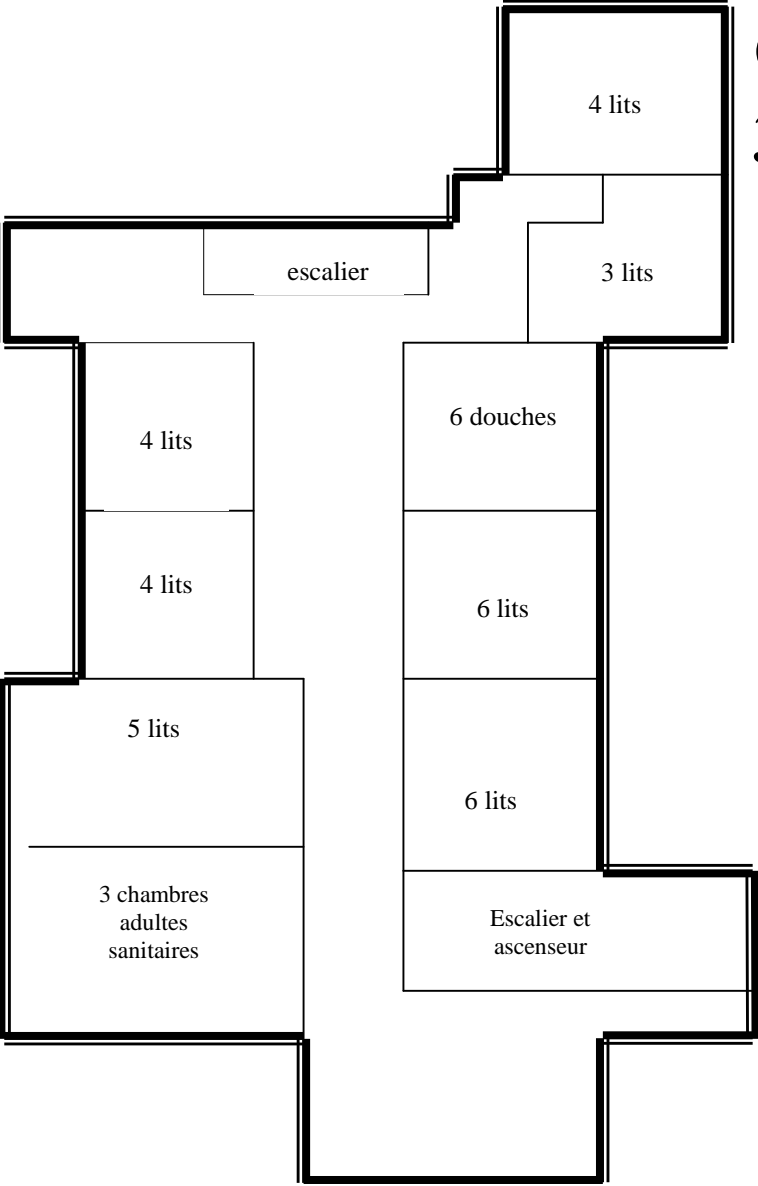 4 lits
escalier
3 lits
4 lits
6 douches
4 lits
6 lits
5 lits
6 lits
3 chambres
adultes
sanitaires
Escalier et
ascenseur